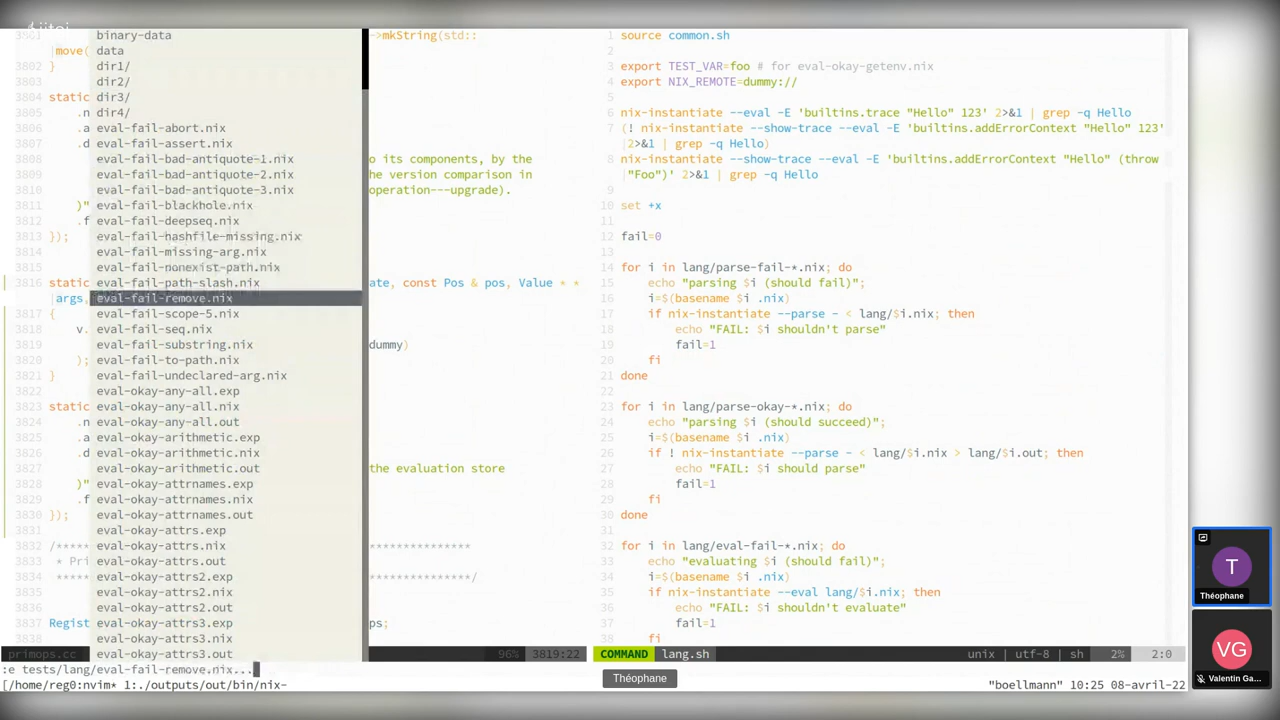 jitsi
3801 ->mkString(std::
|move(
3802 }
3803
3804 static
3805 .n
3806 .a
3807 .d
3808 o its components, by the
3809 he version comparison in
3810 operation---upgrade).
3811 )"
3812 .f
3813 });
3814
3815
3816 static ate, const Pos & pos, Value * *
|args,
3817 {
3818 v.
3819 dummy)
3820 );
3821 }
3822
3823 static
3824 .n
3825 .a
3826 .d
3827 the evaluation store
3828 )"
3829 .f
3830 });
3831
3832 /***** ***************
3833 * Pri
3834 ***** ***************/
3835
3836
3837 Regist ps;
3838
binary-data
data
dir1/
dir2/
dir3/
dir4/
eval-fail-abort.nix
eval-fail-assert.nix
eval-fail-bad-antiquote-1.nix
eval-fail-bad-antiquote-2.nix
eval-fail-bad-antiquote-3.nix
eval-fail-blackhole.nix
eval-fail-deepseq.nix
eval-fail-hashfile-missing.nix
eval-fail-missing-arg.nix
eval-fail-nonexist-path.nix
eval-fail-path-slash.nix
eval-fail-remove.nix
eval-fail-scope-5.nix
eval-fail-seq.nix
eval-fail-substring.nix
eval-fail-to-path.nix
eval-fail-undeclared-arg.nix
eval-okay-any-all.exp
eval-okay-any-all.nix
eval-okay-any-all.out
eval-okay-arithmetic.exp
eval-okay-arithmetic.nix
eval-okay-arithmetic.out
eval-okay-attrnames.exp
eval-okay-attrnames.nix
eval-okay-attrnames.out
eval-okay-attrs.exp
eval-okay-attrs.nix
eval-okay-attrs.out
eval-okay-attrs2.exp
eval-okay-attrs2.nix
eval-okay-attrs2.out
eval-okay-attrs3.exp
eval-okay-attrs3.nix
eval-okay-attrs3.out
1 source common.sh
2
3 export TEST_VAR=foo # for eval-okay-getenv.nix
4 export NIX_REMOTE=dummy://
5
6 nix-instantiate --eval -E 'builtins.trace "Hello" 123' 2>&1 | grep -q Hello
7 (! nix-instantiate --show-trace --eval -E 'builtins.addErrorContext "Hello" 123'
|2>&1 | grep -q Hello)
8 nix-instantiate --show-trace --eval -E 'builtins.addErrorContext "Hello" (throw
|"Foo")' 2>&1 | grep -q Hello
9
10 set +x
11
12 fail=0
13
14 for i in lang/parse-fail-*.nix; do
15 echo "parsing $i (should fail)";
16 i=$(basename $i .nix)
17 if nix-instantiate --parse - < lang/$i.nix; then
18 echo "FAIL: $i shouldn't parse"
19 fail=1
20 fi
21 done
22
23 for i in lang/parse-okay-*.nix; do
24 echo "parsing $i (should succeed)";
25 i=$(basename $i .nix)
26 if ! nix-instantiate --parse - < lang/$i.nix > lang/$i.out; then
27 echo "FAIL: $i should parse"
28 fail=1
29 fi
30 done
31
32 for i in lang/eval-fail-*.nix; do
33 echo "evaluating $i (should fail)";
34 i=$(basename $i .nix)
35 if nix-instantiate --eval lang/$i.nix; then
36 echo "FAIL: $i shouldn't evaluate"
37 fail=1
38 fi
primops.cc 96% 3819:22 COMMAND lang.sh unix | utf-8 | sh 2% 2:0
:e tests/lang/eval-fail-remove.nix...
[/home/reg0:nvim* 1:./outputs/out/bin/nix- "boellmann" 10:25 08-avril-22
Théophane
T
Théophane
VG
Valentin Ga...